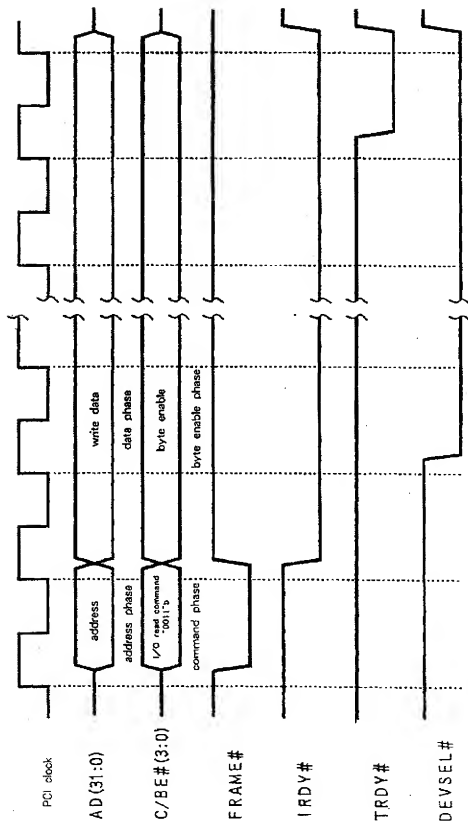 PCI clock
AD(31:0)
address
write data
address phase
data phase
C/BE#(3:0)
I/O read command
"0011"b
byte enable
command phase
byte enable phase
FRAME#
IRDY#
TRDY#
DEVSEL#